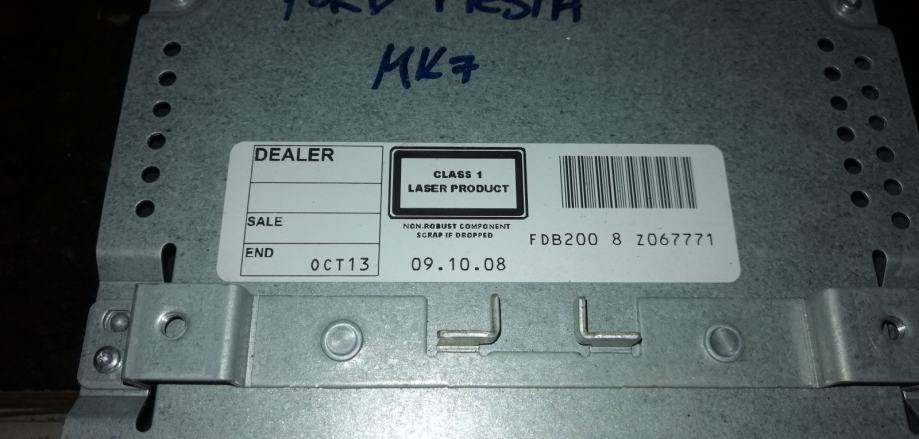 FORD FIESTA
MK7
DEALER
SALE
END
OCT13
CLASS 1
LASER PRODUCT
NON.ROBUST COMPONENT
SCRAP IF DROPPED
09.10.08
FDB200 8 Z067771